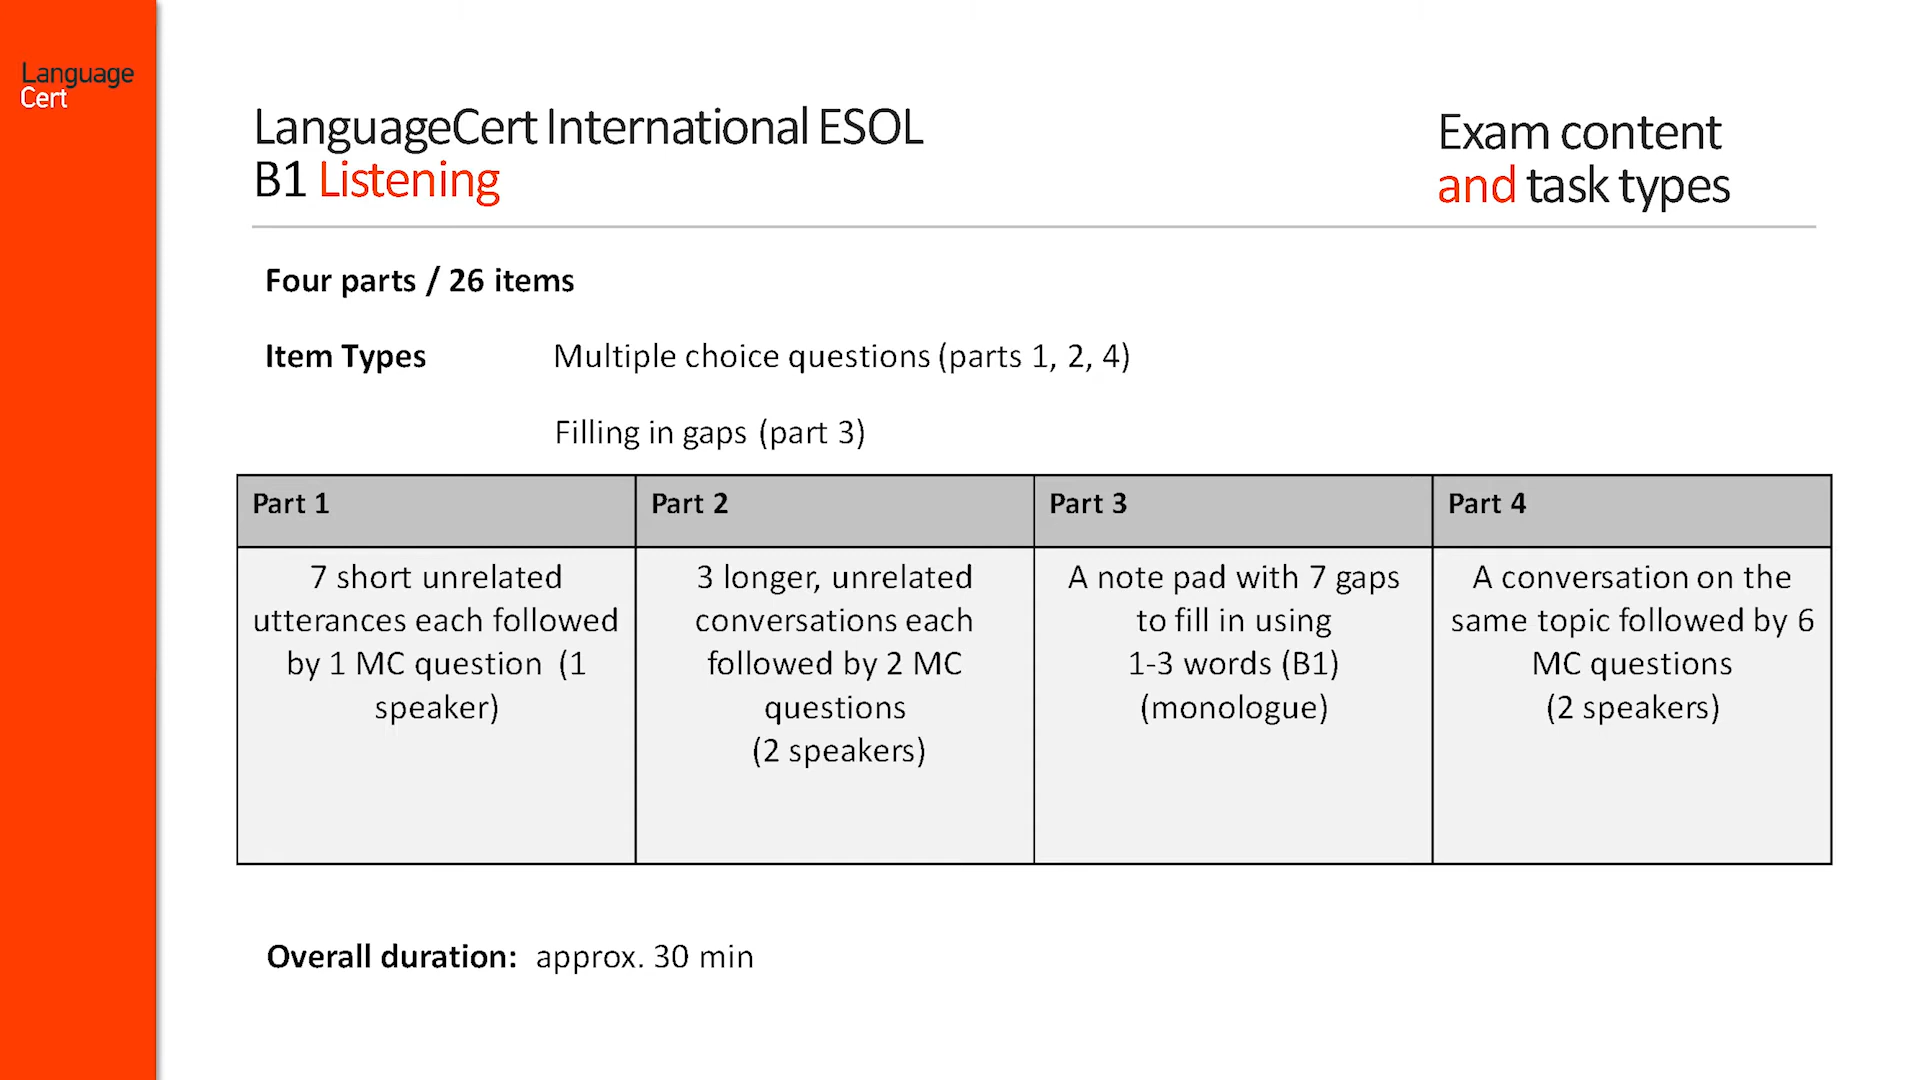 Language
Cert
LanguageCert International ESOL
B1 Listening
Exam content
and task types
Four parts / 26 items
Item Types
Multiple choice questions (parts 1, 2, 4)
Filling in gaps (part 3)
Part 1
Part 2
Part 3
Part 4
7 short unrelated
utterances each followed
by 1 MC question (1
speaker)
3 longer, unrelated
conversations each
followed by 2 MC
questions
(2 speakers)
A note pad with 7 gaps
to fill in using
1-3 words (B1)
(monologue)
A conversation on the
same topic followed by 6
MC questions
(2 speakers)
Overall duration: approx. 30 min